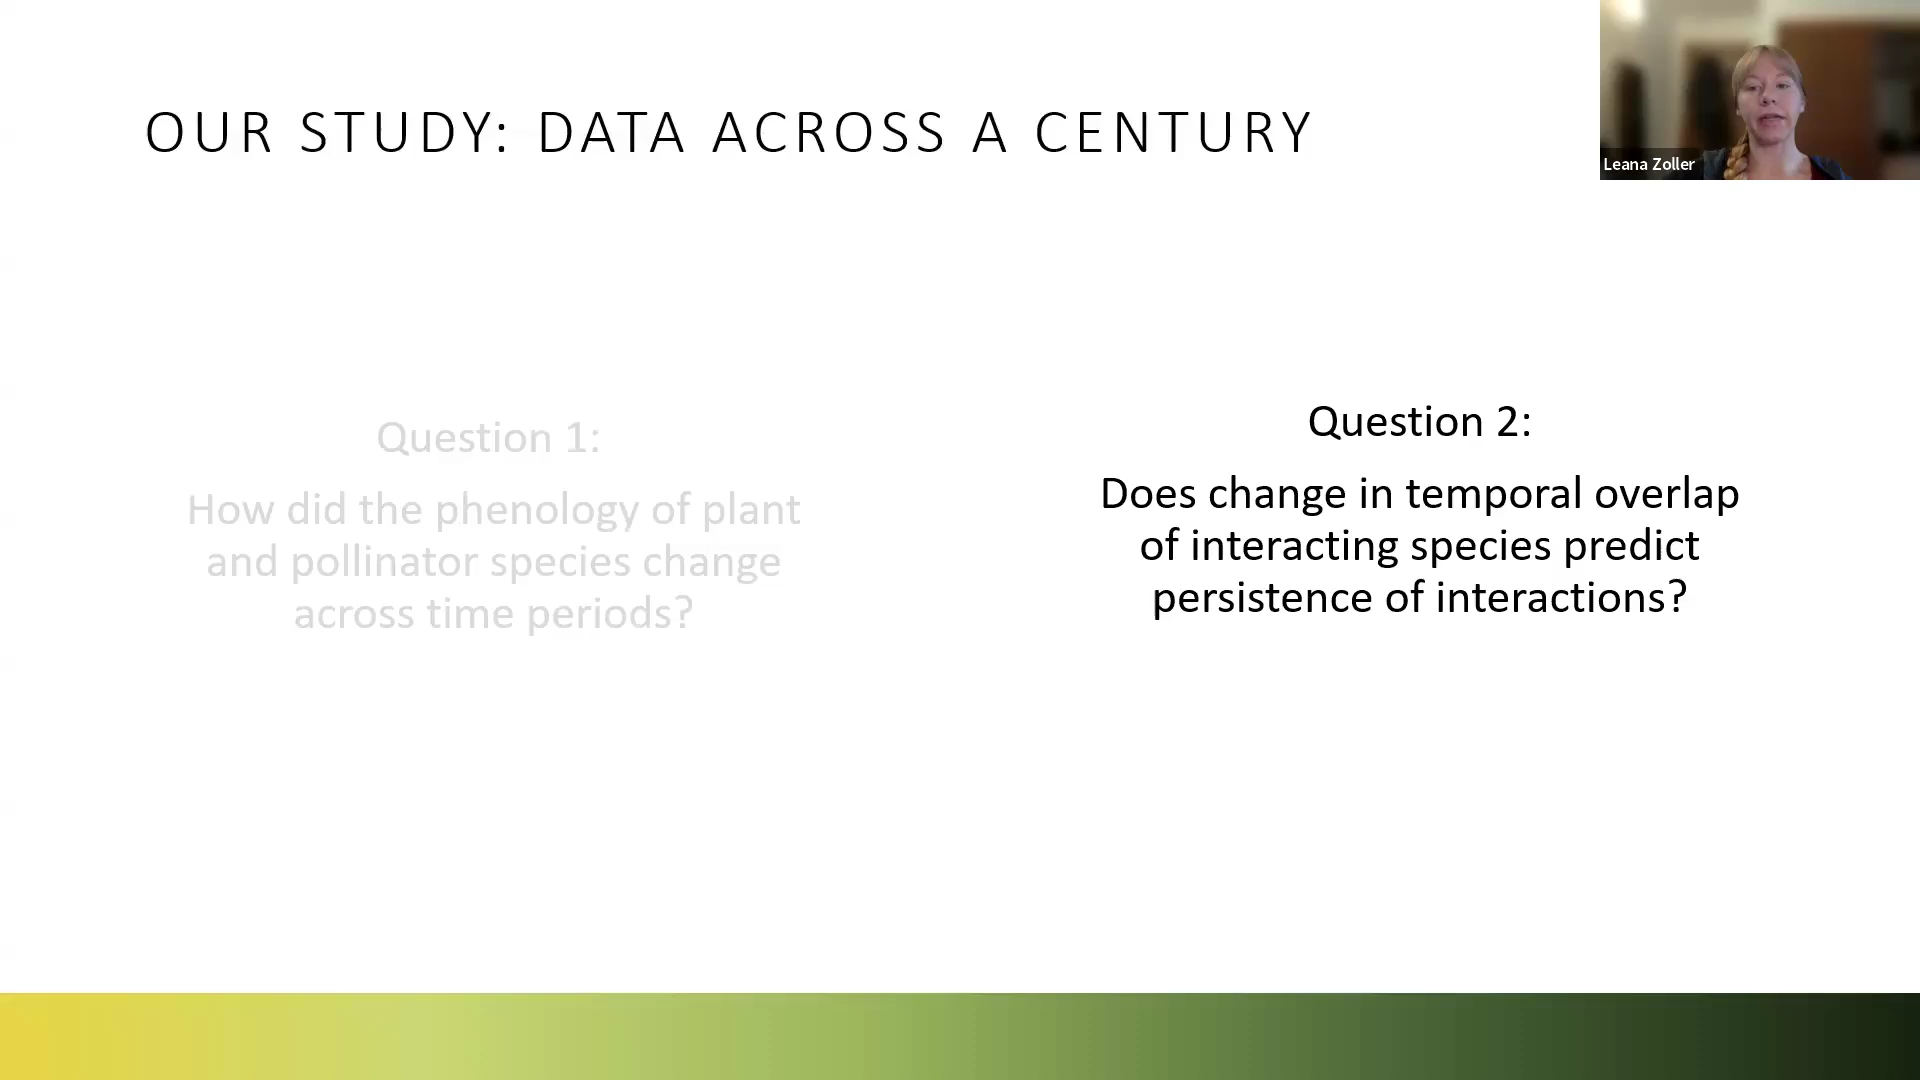 OUR STUDY: DATA ACROSS A CENTURY
Leana Zoller
Question 1:
How did the phenology of plant
and pollinator species change
across time periods?
Question 2:
Does change in temporal overlap
of interacting species predict
persistence of interactions?